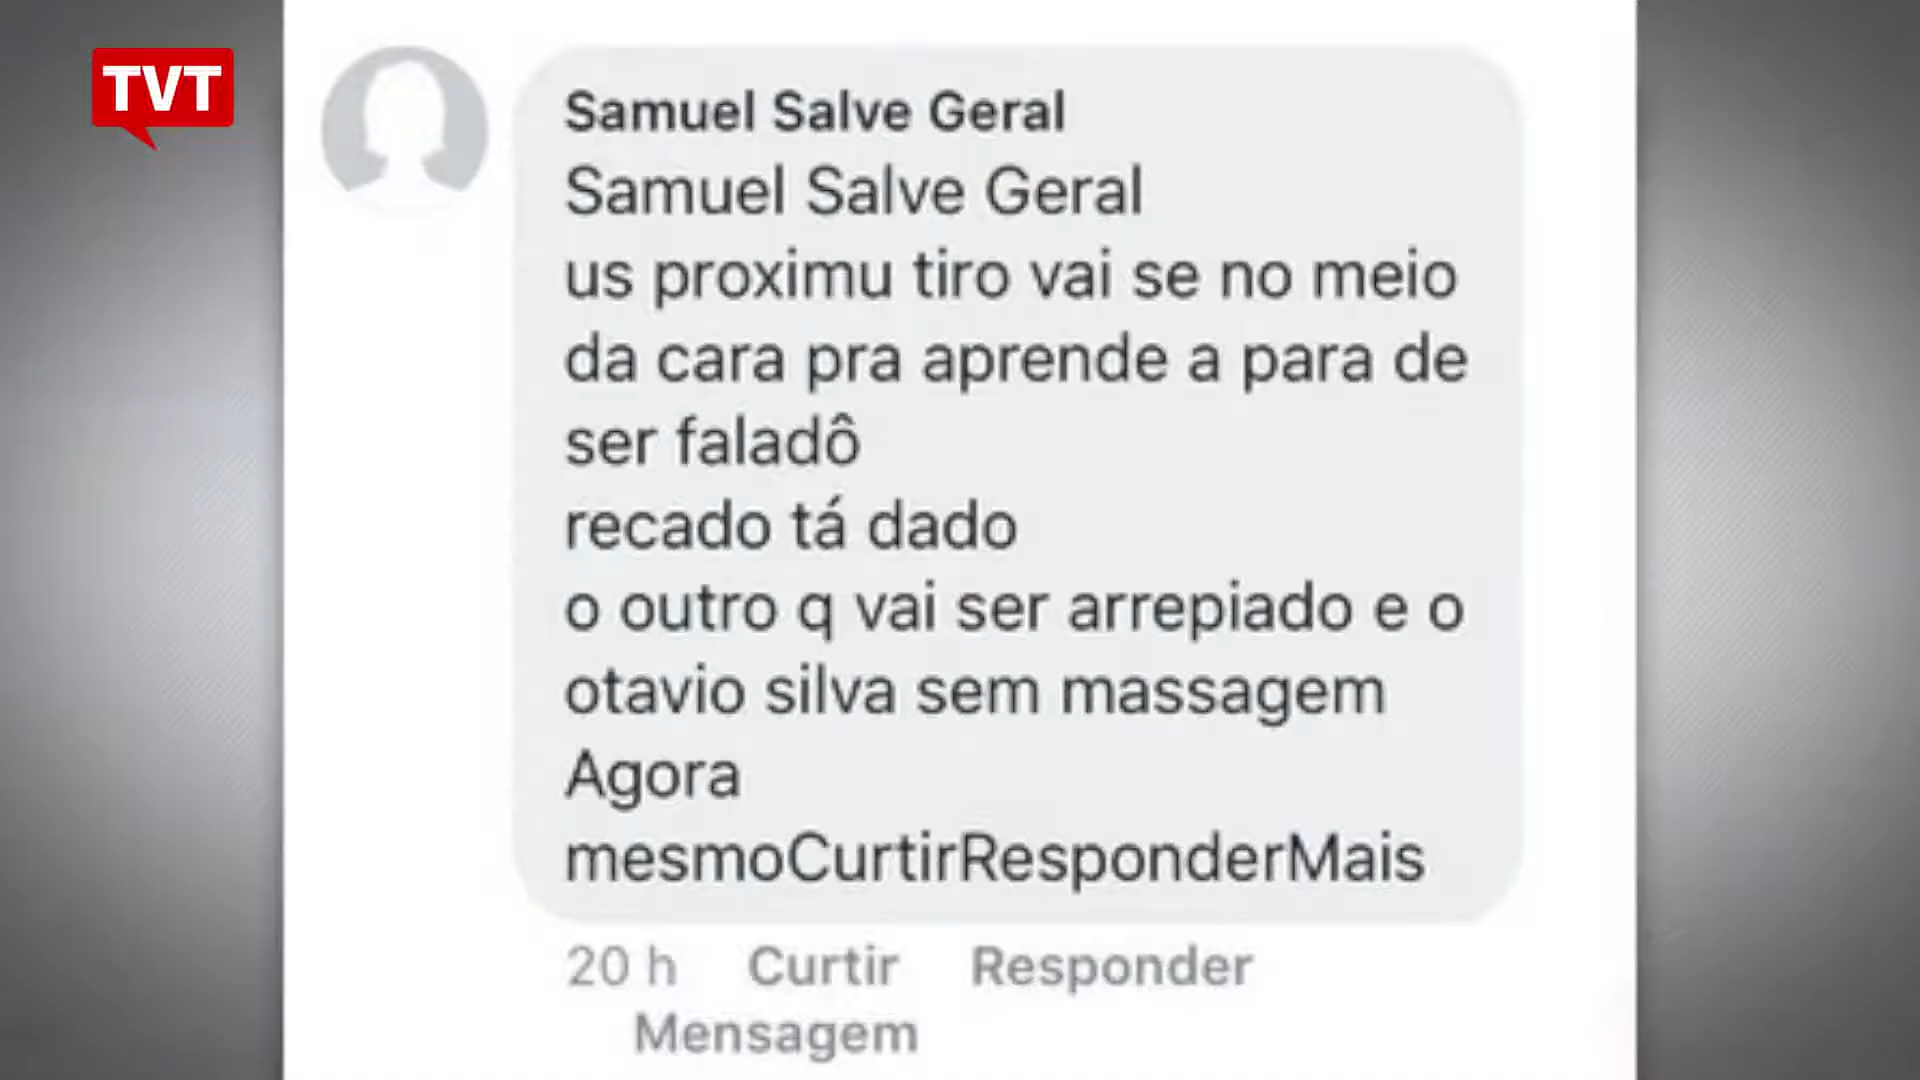 TVT
Samuel Salve Geral
Samuel Salve Geral
us proximu tiro vai se no meio
da cara pra aprende a para de
ser faladô
recado tá dado
o outro q vai ser arrepiado e o
otavio silva sem massagem
Agora
mesmoCurtirResponderMais
20 h Curtir Responder
Mensagem